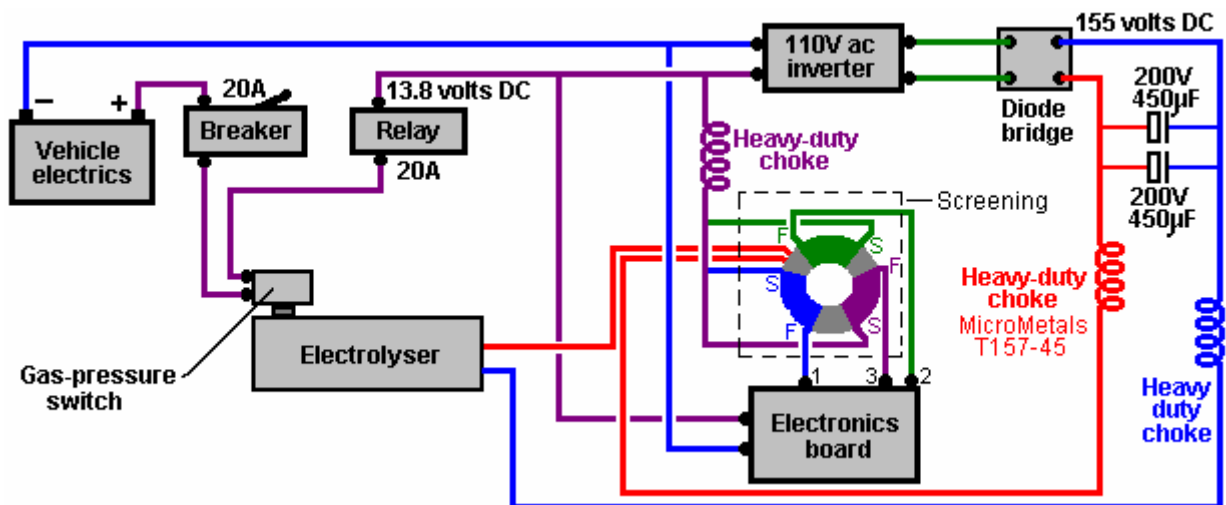 155 volts DC
110V ac
inverter
Diode
bridge
200V
450µF
200V
450µF
–
+
20A
Breaker
13.8 volts DC
Relay
20A
Vehicle
electrics
Heavy-duty
choke
Screening
F
S
F
S
F
S
Heavy-duty
choke
MicroMetals
T157-45
Heavy
duty
choke
Electrolyser
Gas-pressure
switch
1
3
2
Electronics
board